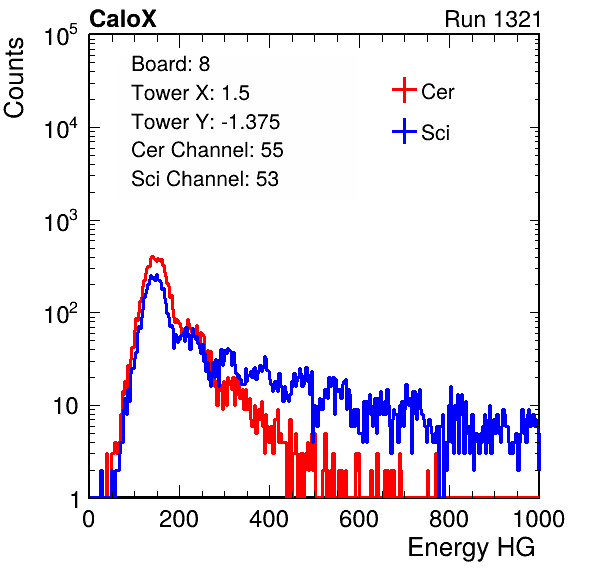 CaloX Run 1321
Counts
10^5
10^4
10^3
10^2
10
1
Board: 8
Tower X: 1.5
Tower Y: -1.375
Cer Channel: 55
Sci Channel: 53
Cer
Sci
0 200 400 600 800 1000
Energy HG